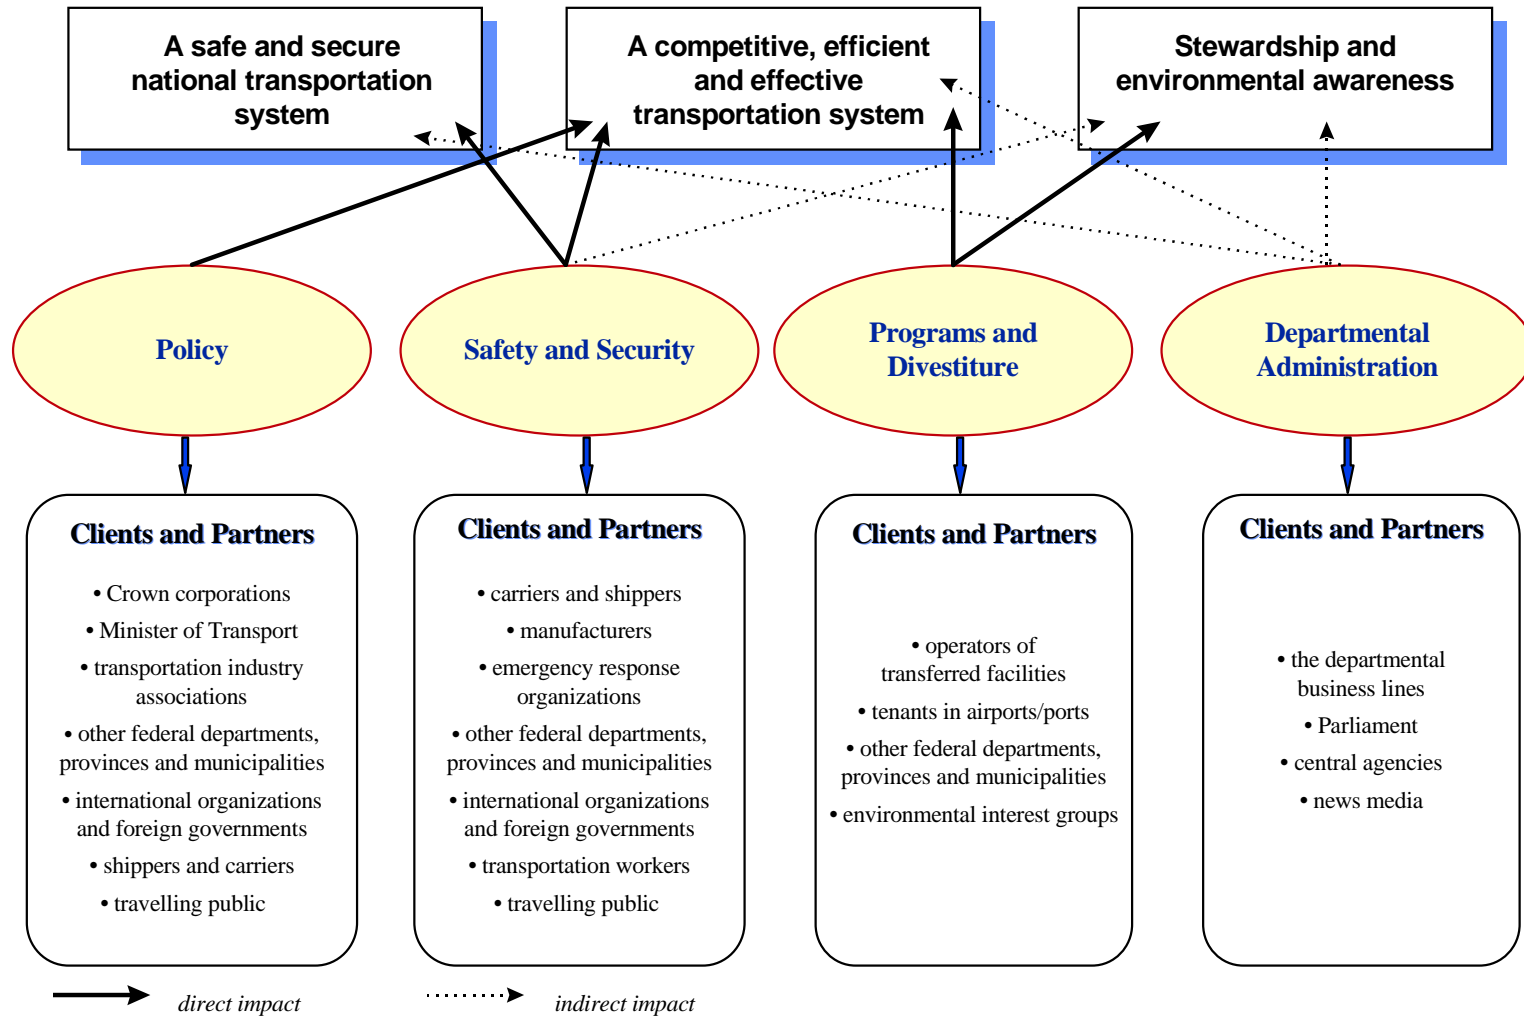 A safe and secure
national transportation
system
A competitive, efficient
and effective
transportation system
Stewardship and
environmental awareness
Policy
Safety and Security
Programs and
Divestiture
Departmental
Administration
Clients and Partners
• Crown corporations
• Minister of Transport
• transportation industry
associations
• other federal departments,
provinces and municipalities
• international organizations
and foreign governments
• shippers and carriers
• travelling public
Clients and Partners
• carriers and shippers
• manufacturers
• emergency response
organizations
• other federal departments,
provinces and municipalities
• international organizations
and foreign governments
• transportation workers
• travelling public
Clients and Partners
• operators of
transferred facilities
• tenants in airports/ports
• other federal departments,
provinces and municipalities
• environmental interest groups
Clients and Partners
• the departmental
business lines
• Parliament
• central agencies
• news media
direct impact
indirect impact